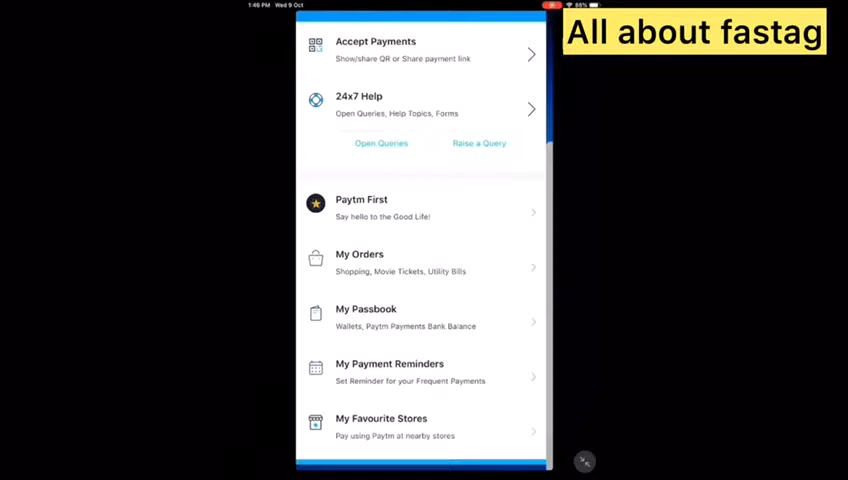 1:46 PM Wed 9 Oct
86%
All about fastag
Accept Payments
Show/share QR or Share payment link
24x7 Help
Open Queries, Help Topics, Forms
Open Queries
Raise a Query
Paytm First
Say hello to the Good Life!
My Orders
Shopping, Movie Tickets, Utility Bills
My Passbook
Wallets, Paytm Payments Bank Balance
My Payment Reminders
Set Reminder for your Frequent Payments
My Favourite Stores
Pay using Paytm at nearby stores